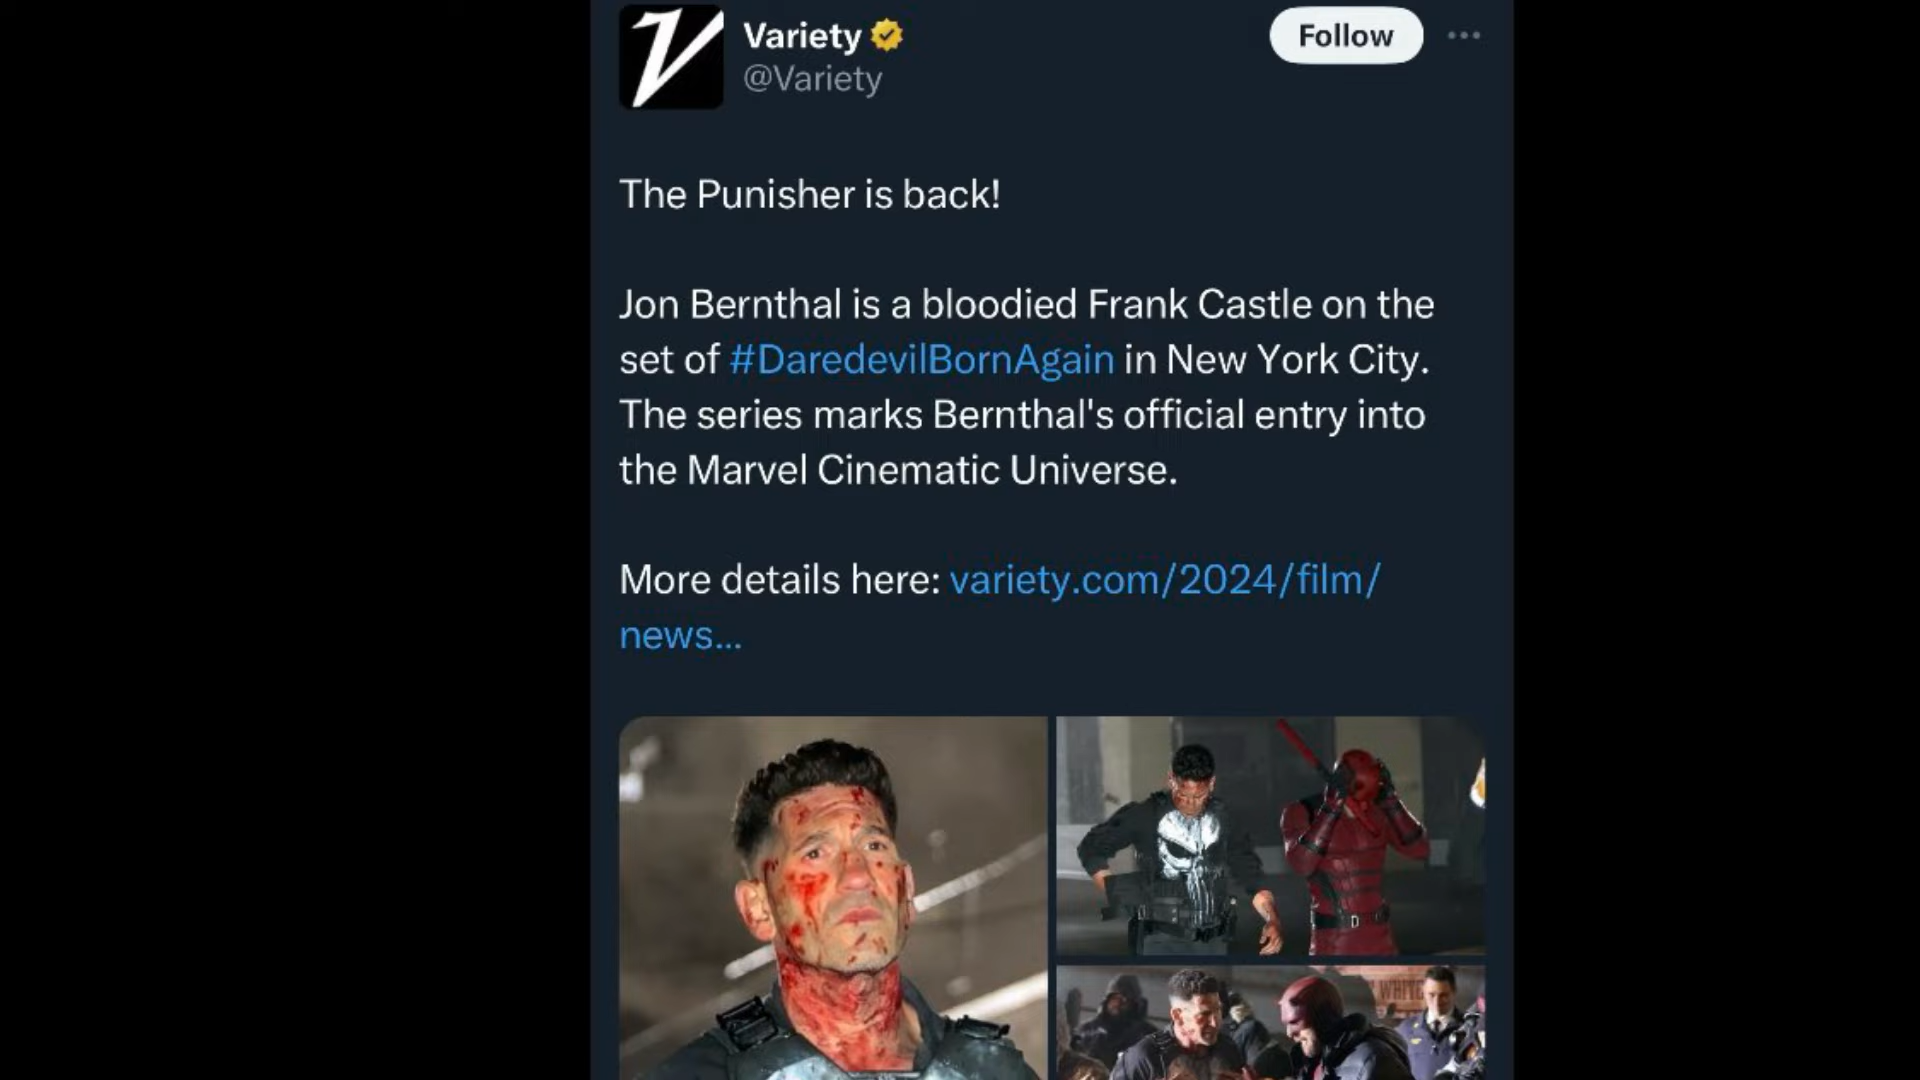 Variety
@Variety
Follow
The Punisher is back!
Jon Bernthal is a bloodied Frank Castle on the
set of #DaredevilBornAgain in New York City.
The series marks Bernthal's official entry into
the Marvel Cinematic Universe.
More details here: variety.com/2024/film/
news...
WHITE